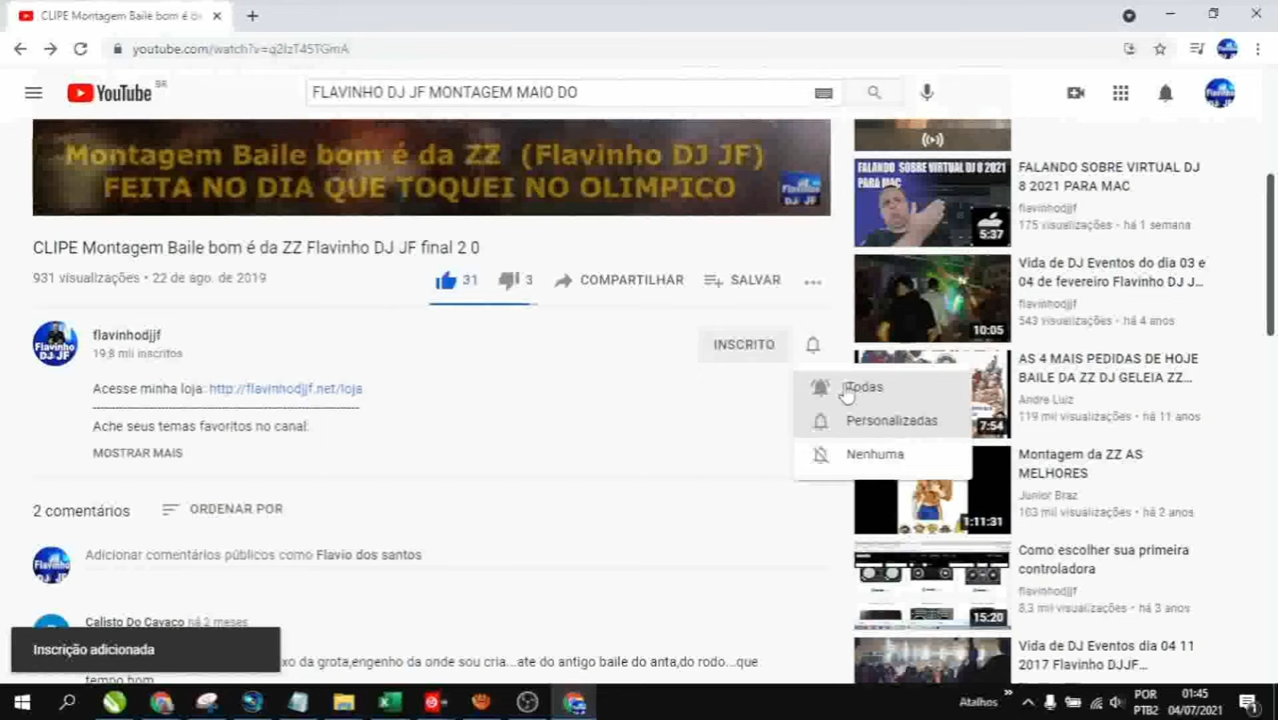 CLIPE Montagem Baile bom é da
youtube.com/watch?v=q2IzT45TGmA
YouTube BR
FLAVINHO DJ JF MONTAGEM MAIO DO
Montagem Baile bom é da ZZ (Flavinho DJ JF)
FEITA NO DIA QUE TOQUEI NO OLIMPICO
CLIPE Montagem Baile bom é da ZZ Flavinho DJ JF final 2 0
931 visualizações • 22 de ago. de 2019
31
3
COMPARTILHAR
SALVAR
flavinhodjjf
19,8 mil inscritos
INSCRITO
Todas
Personalizadas
Nenhuma
Acesse minha loja: http://flavinhodjjf.net/loja
Ache seus temas favoritos no canal:
MOSTRAR MAIS
2 comentários
ORDENAR POR
Adicionar comentários públicos como Flavio dos santos
Calisto Do Cavaco há 2 meses
xo da grota,engenho da onde sou cria...ate do antigo baile do anta,do rodo...que
tempo bom
Inscrição adicionada
FALANDO SOBRE VIRTUAL DJ 8 2021
PARA MAC
5:37
FALANDO SOBRE VIRTUAL DJ
8 2021 PARA MAC
flavinhodjjf
175 visualizações • há 1 semana
10:05
Vida de DJ Eventos do dia 03 e
04 de fevereiro Flavinho DJ J...
flavinhodjjf
543 visualizações • há 4 anos
7:54
AS 4 MAIS PEDIDAS DE HOJE
BAILE DA ZZ DJ GELEIA ZZ...
Andre Luiz
119 mil visualizações • há 11 anos
1:11:31
Montagem da ZZ AS
MELHORES
Junior Braz
103 mil visualizações • há 2 anos
15:20
Como escolher sua primeira
controladora
flavinhodjjf
8,3 mil visualizações • há 3 anos
Vida de DJ Eventos dia 04 11
2017 Flavinho DJJF...
Atalhos
POR
PTB2
01:45
04/07/2021